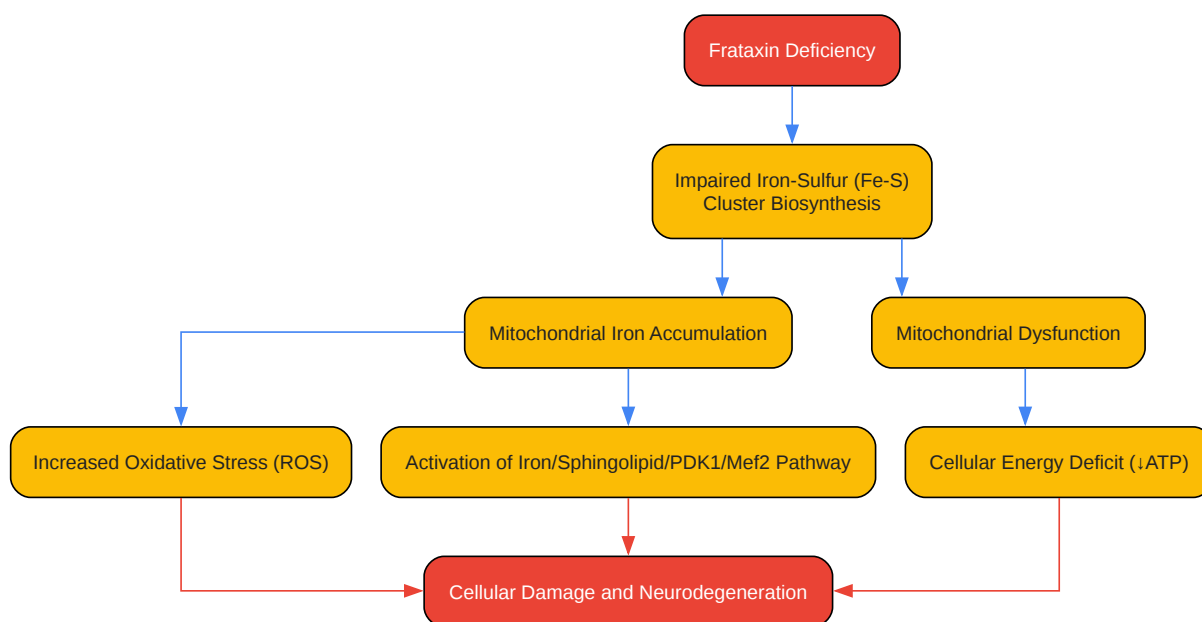 Frataxin Deficiency
Impaired Iron-Sulfur (Fe-S)
Cluster Biosynthesis
Mitochondrial Iron Accumulation
Mitochondrial Dysfunction
Increased Oxidative Stress (ROS)
Activation of Iron/Sphingolipid/PDK1/Mef2 Pathway
Cellular Energy Deficit (↓ATP)
Cellular Damage and Neurodegeneration